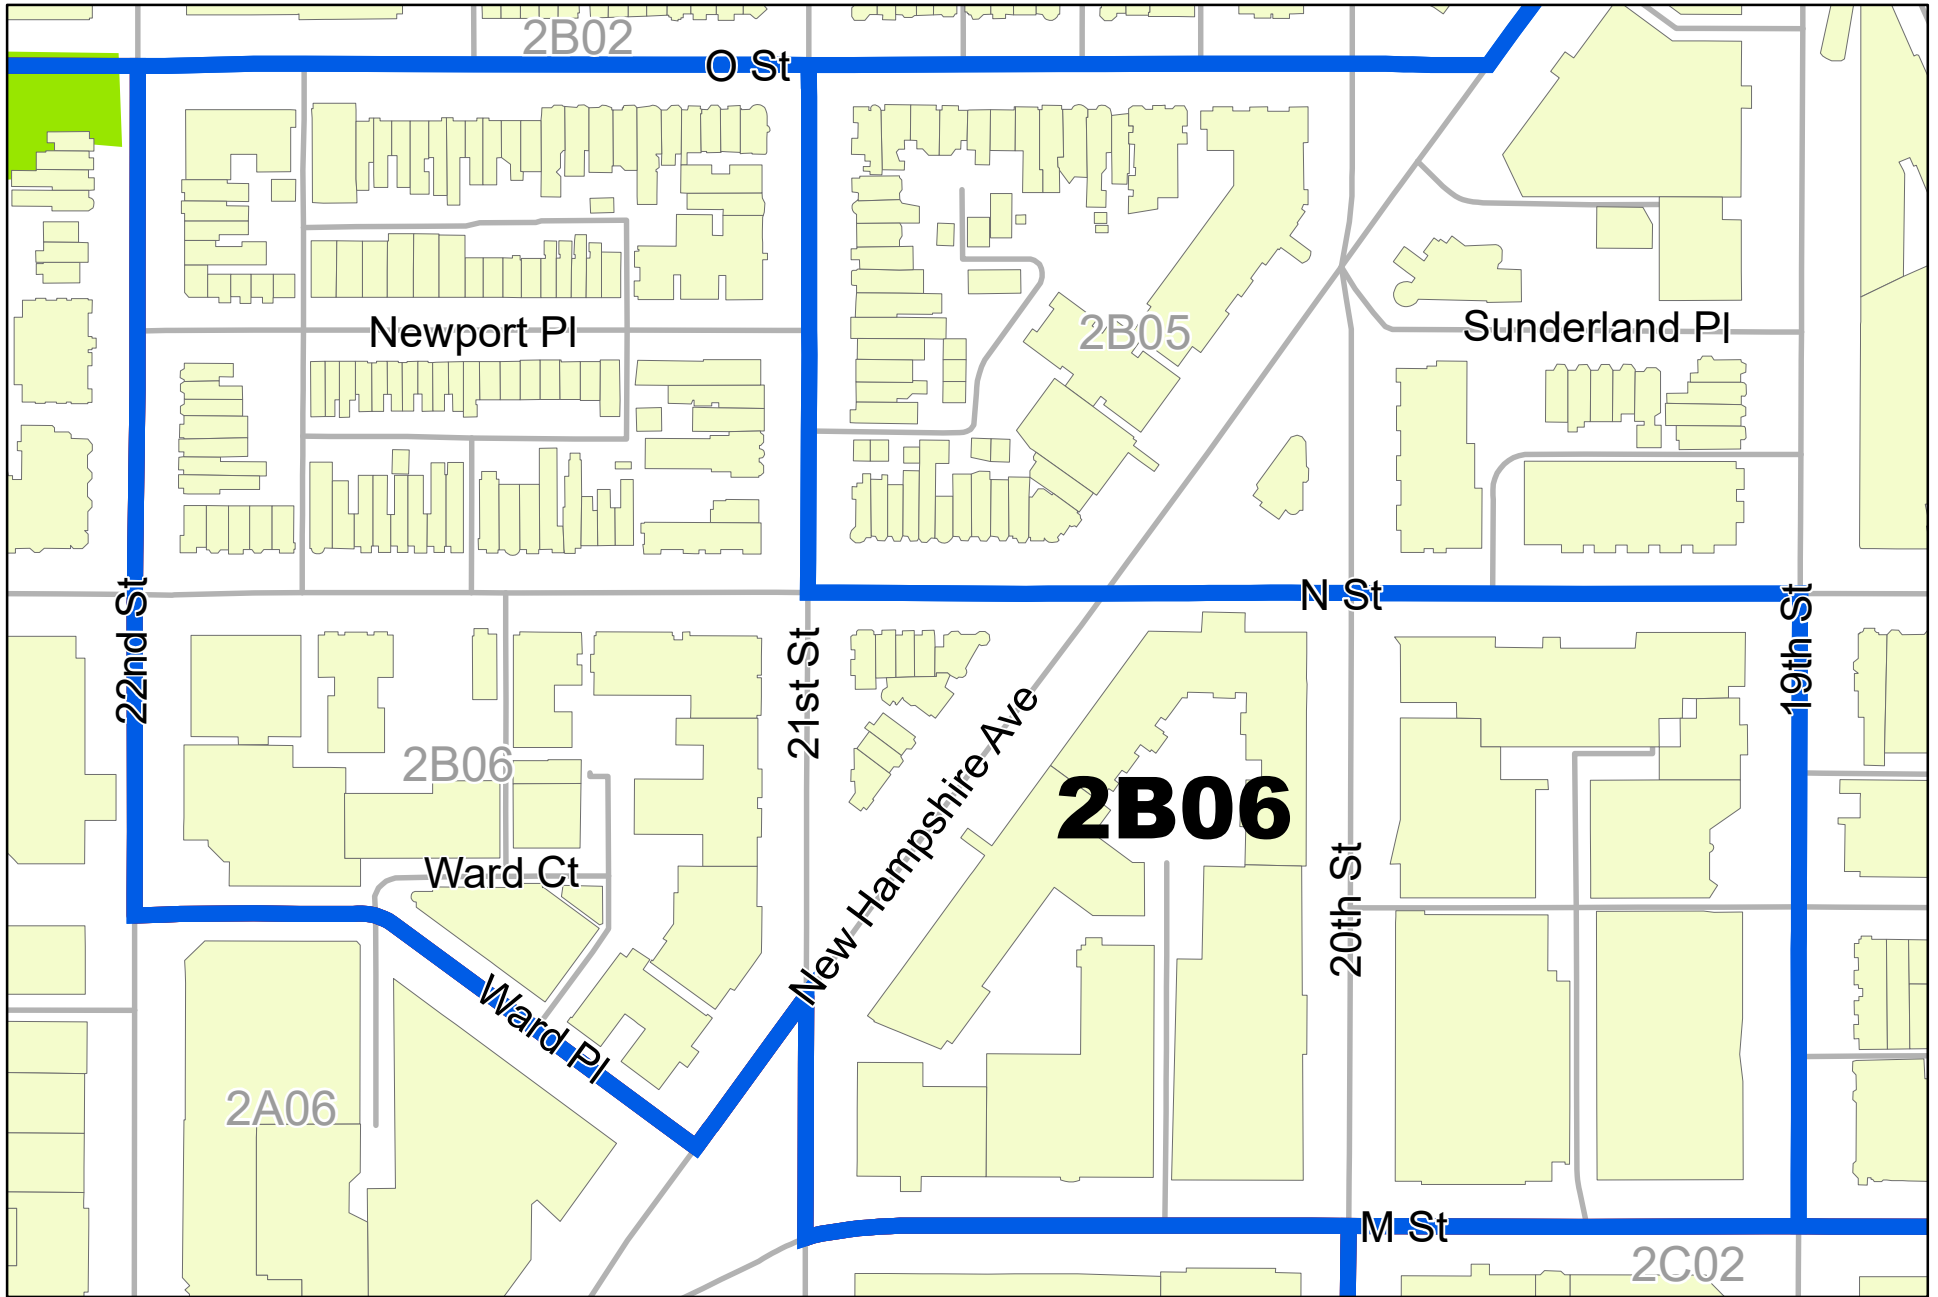 2B02
O St
Newport Pl
2B05
Sunderland Pl
22nd St
N St
19th St
21st St
New Hampshire Ave
2B06
2B06
Ward Ct
20th St
Ward Pl
2A06
M St
2C02